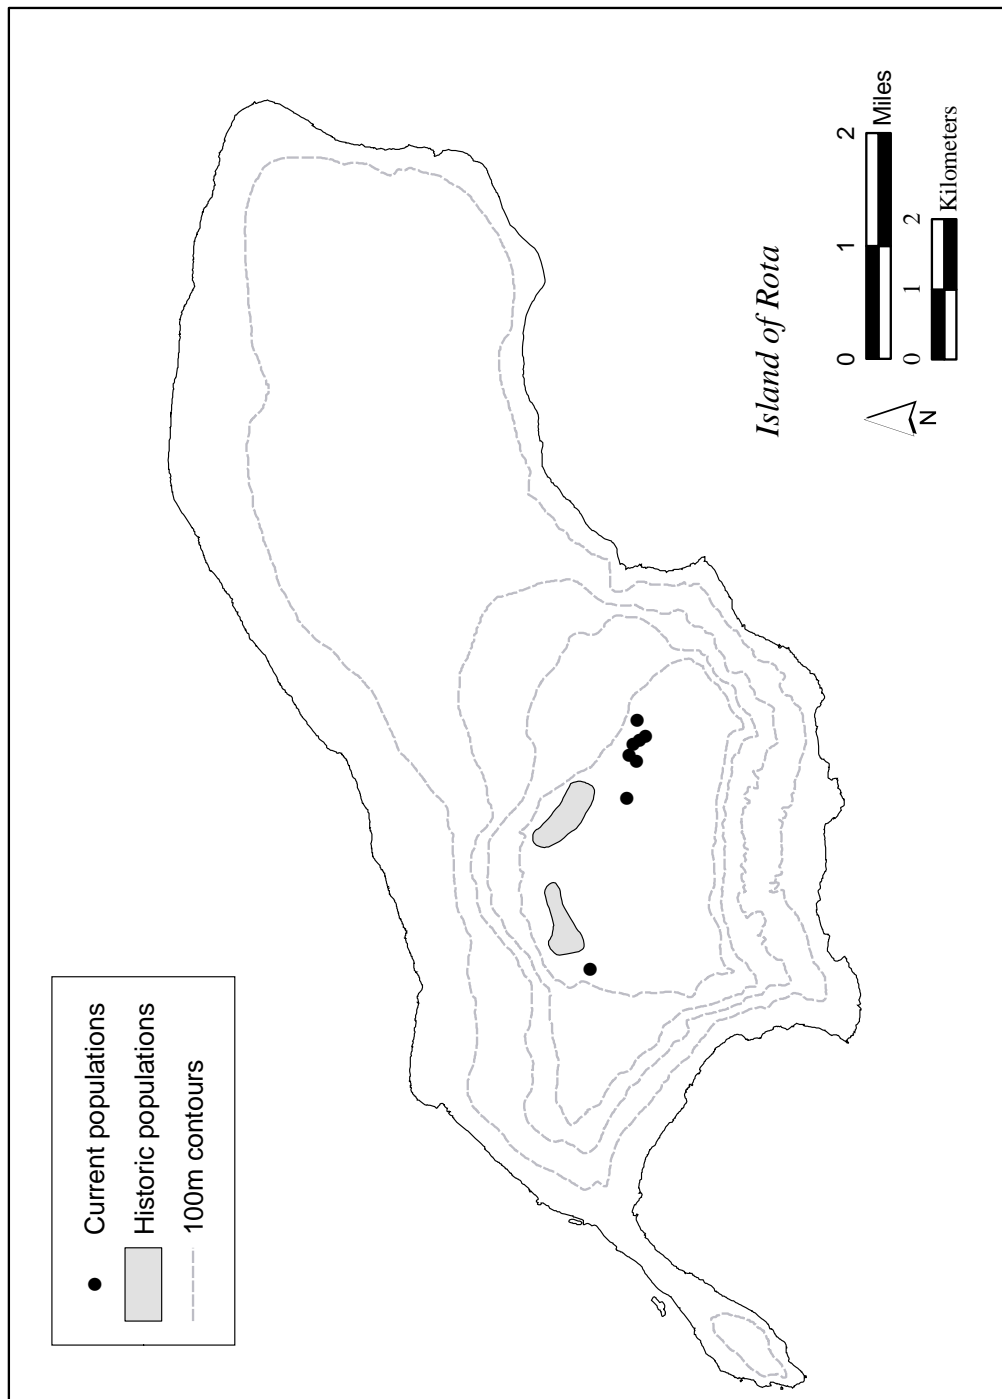 Current populations
Historic populations
100m contours
Island of Rota
0 1 2
Miles
0 1 2
Kilometers
N